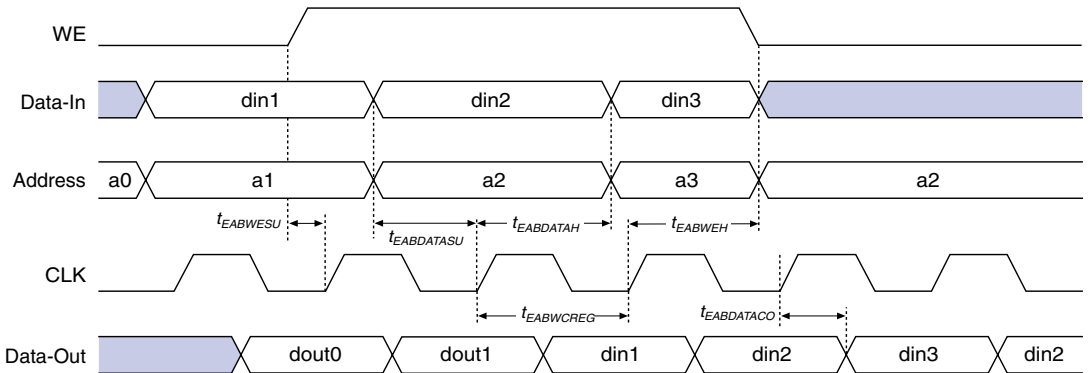 WE
Data-In din1 din2 din3
Address a0 a1 a2 a3 a2
tEABWESU tEABDATASU tEABDATAH tEABWEH
CLK
tEABWCREG tEABDATACO
Data-Out dout0 dout1 din1 din2 din3 din2